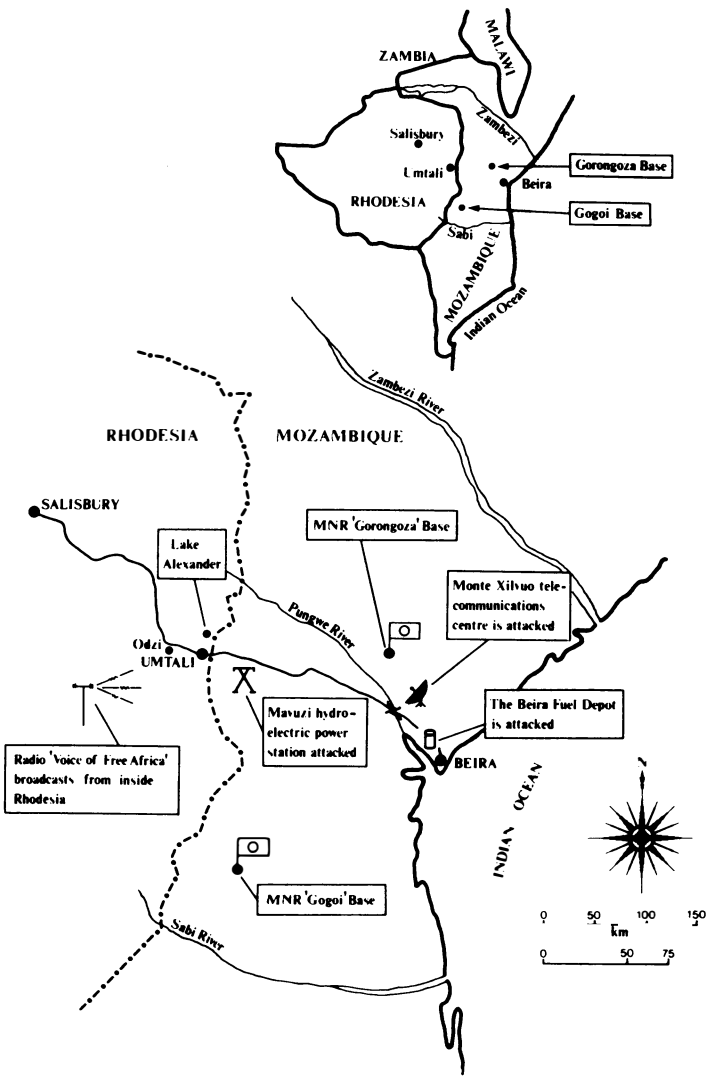 ZAMBIA
MALAWI
Zambezi
Salisbury
Umtali
Gorongoza Base
Beira
RHODESIA
Gogoi Base
Sabi
MOZAMBIQUE
Indian Ocean
Zambezi River
RHODESIA
MOZAMBIQUE
SALISBURY
MNR 'Gorongoza' Base
Lake
Alexander
Monte Xilvuo tele-
communications
centre is attacked
Pungwe River
Odzi
UMTALI
Mavuzi hydro-
electric power
station attacked
The Beira Fuel Depot
is attacked
Radio 'Voice of Free Africa'
broadcasts from inside
Rhodesia
BEIRA
INDIAN OCEAN
N
MNR 'Gogoi' Base
Sabi River
0 50 100 150
km
0 50 75